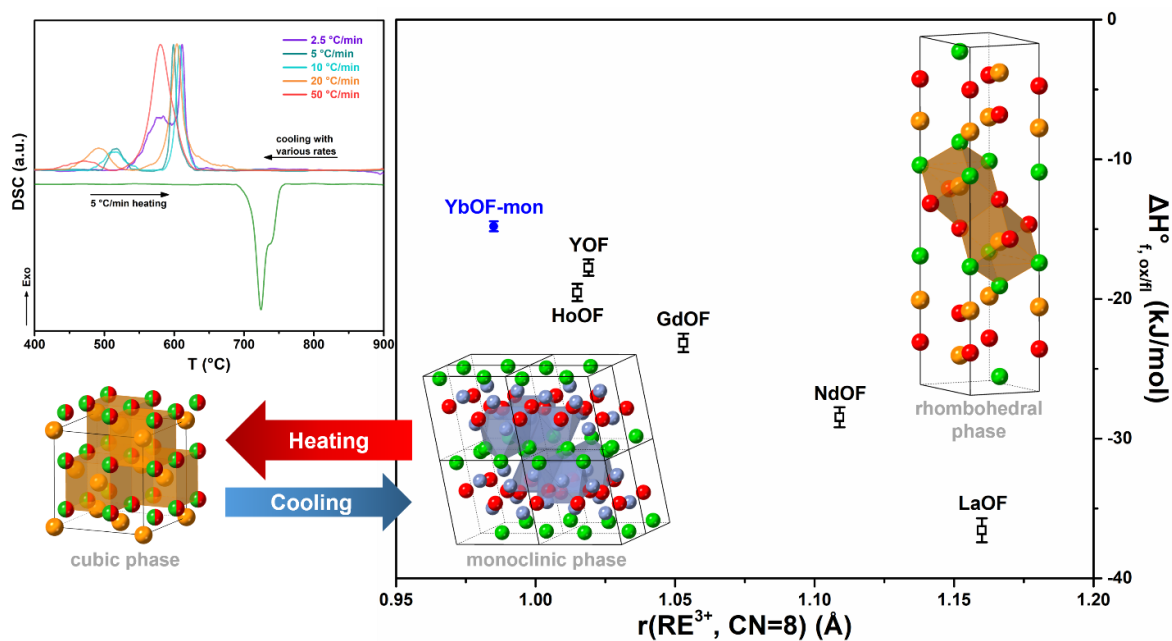 2.5 °C/min
5 °C/min
10 °C/min
20 °C/min
50 °C/min
cooling with
various rates
5 °C/min heating
Exo
DSC (a.u.)
400 500 600 700 800 900
T (°C)
YbOF-mon
YOF
HoOF
GdOF
NdOF
LaOF
rhombohedral
phase
Heating
Cooling
cubic phase
monoclinic phase
0
-10
-20
-30
-40
ΔH°f, ox/fl (kJ/mol)
0.95 1.00 1.05 1.10 1.15 1.20
r(RE³⁺, CN=8) (Å)